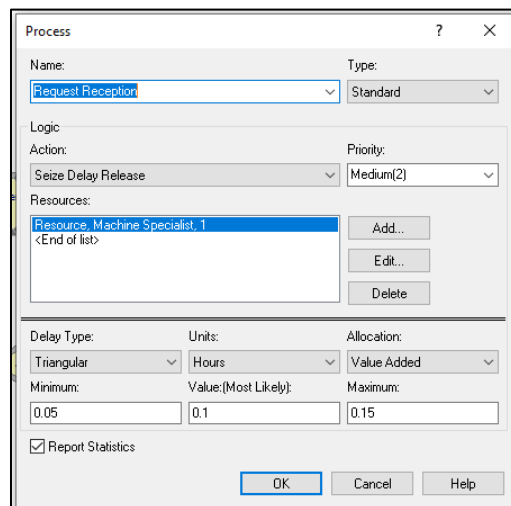 Process ? ×
Name: Type:
Request Reception Standard
Logic
Action: Priority:
Seize Delay Release Medium(2)
Resources:
Resource, Machine Specialist, 1
<End of list>
Add...
Edit...
Delete
Delay Type: Units: Allocation:
Triangular Hours Value Added
Minimum: Value:(Most Likely): Maximum:
0.05 0.1 0.15
Report Statistics
OK Cancel Help